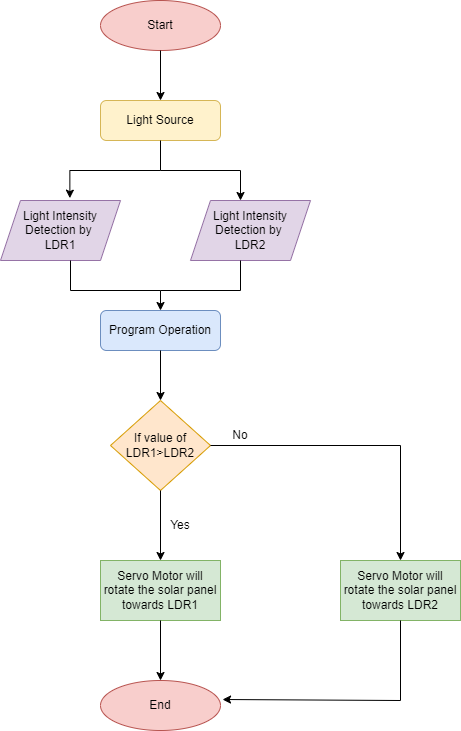 Start
Light Source
Light Intensity
Detection by
LDR1
Light Intensity
Detection by
LDR2
Program Operation
If value of
LDR1>LDR2
No
Yes
Servo Motor will
rotate the solar panel
towards LDR1
Servo Motor will
rotate the solar panel
towards LDR2
End